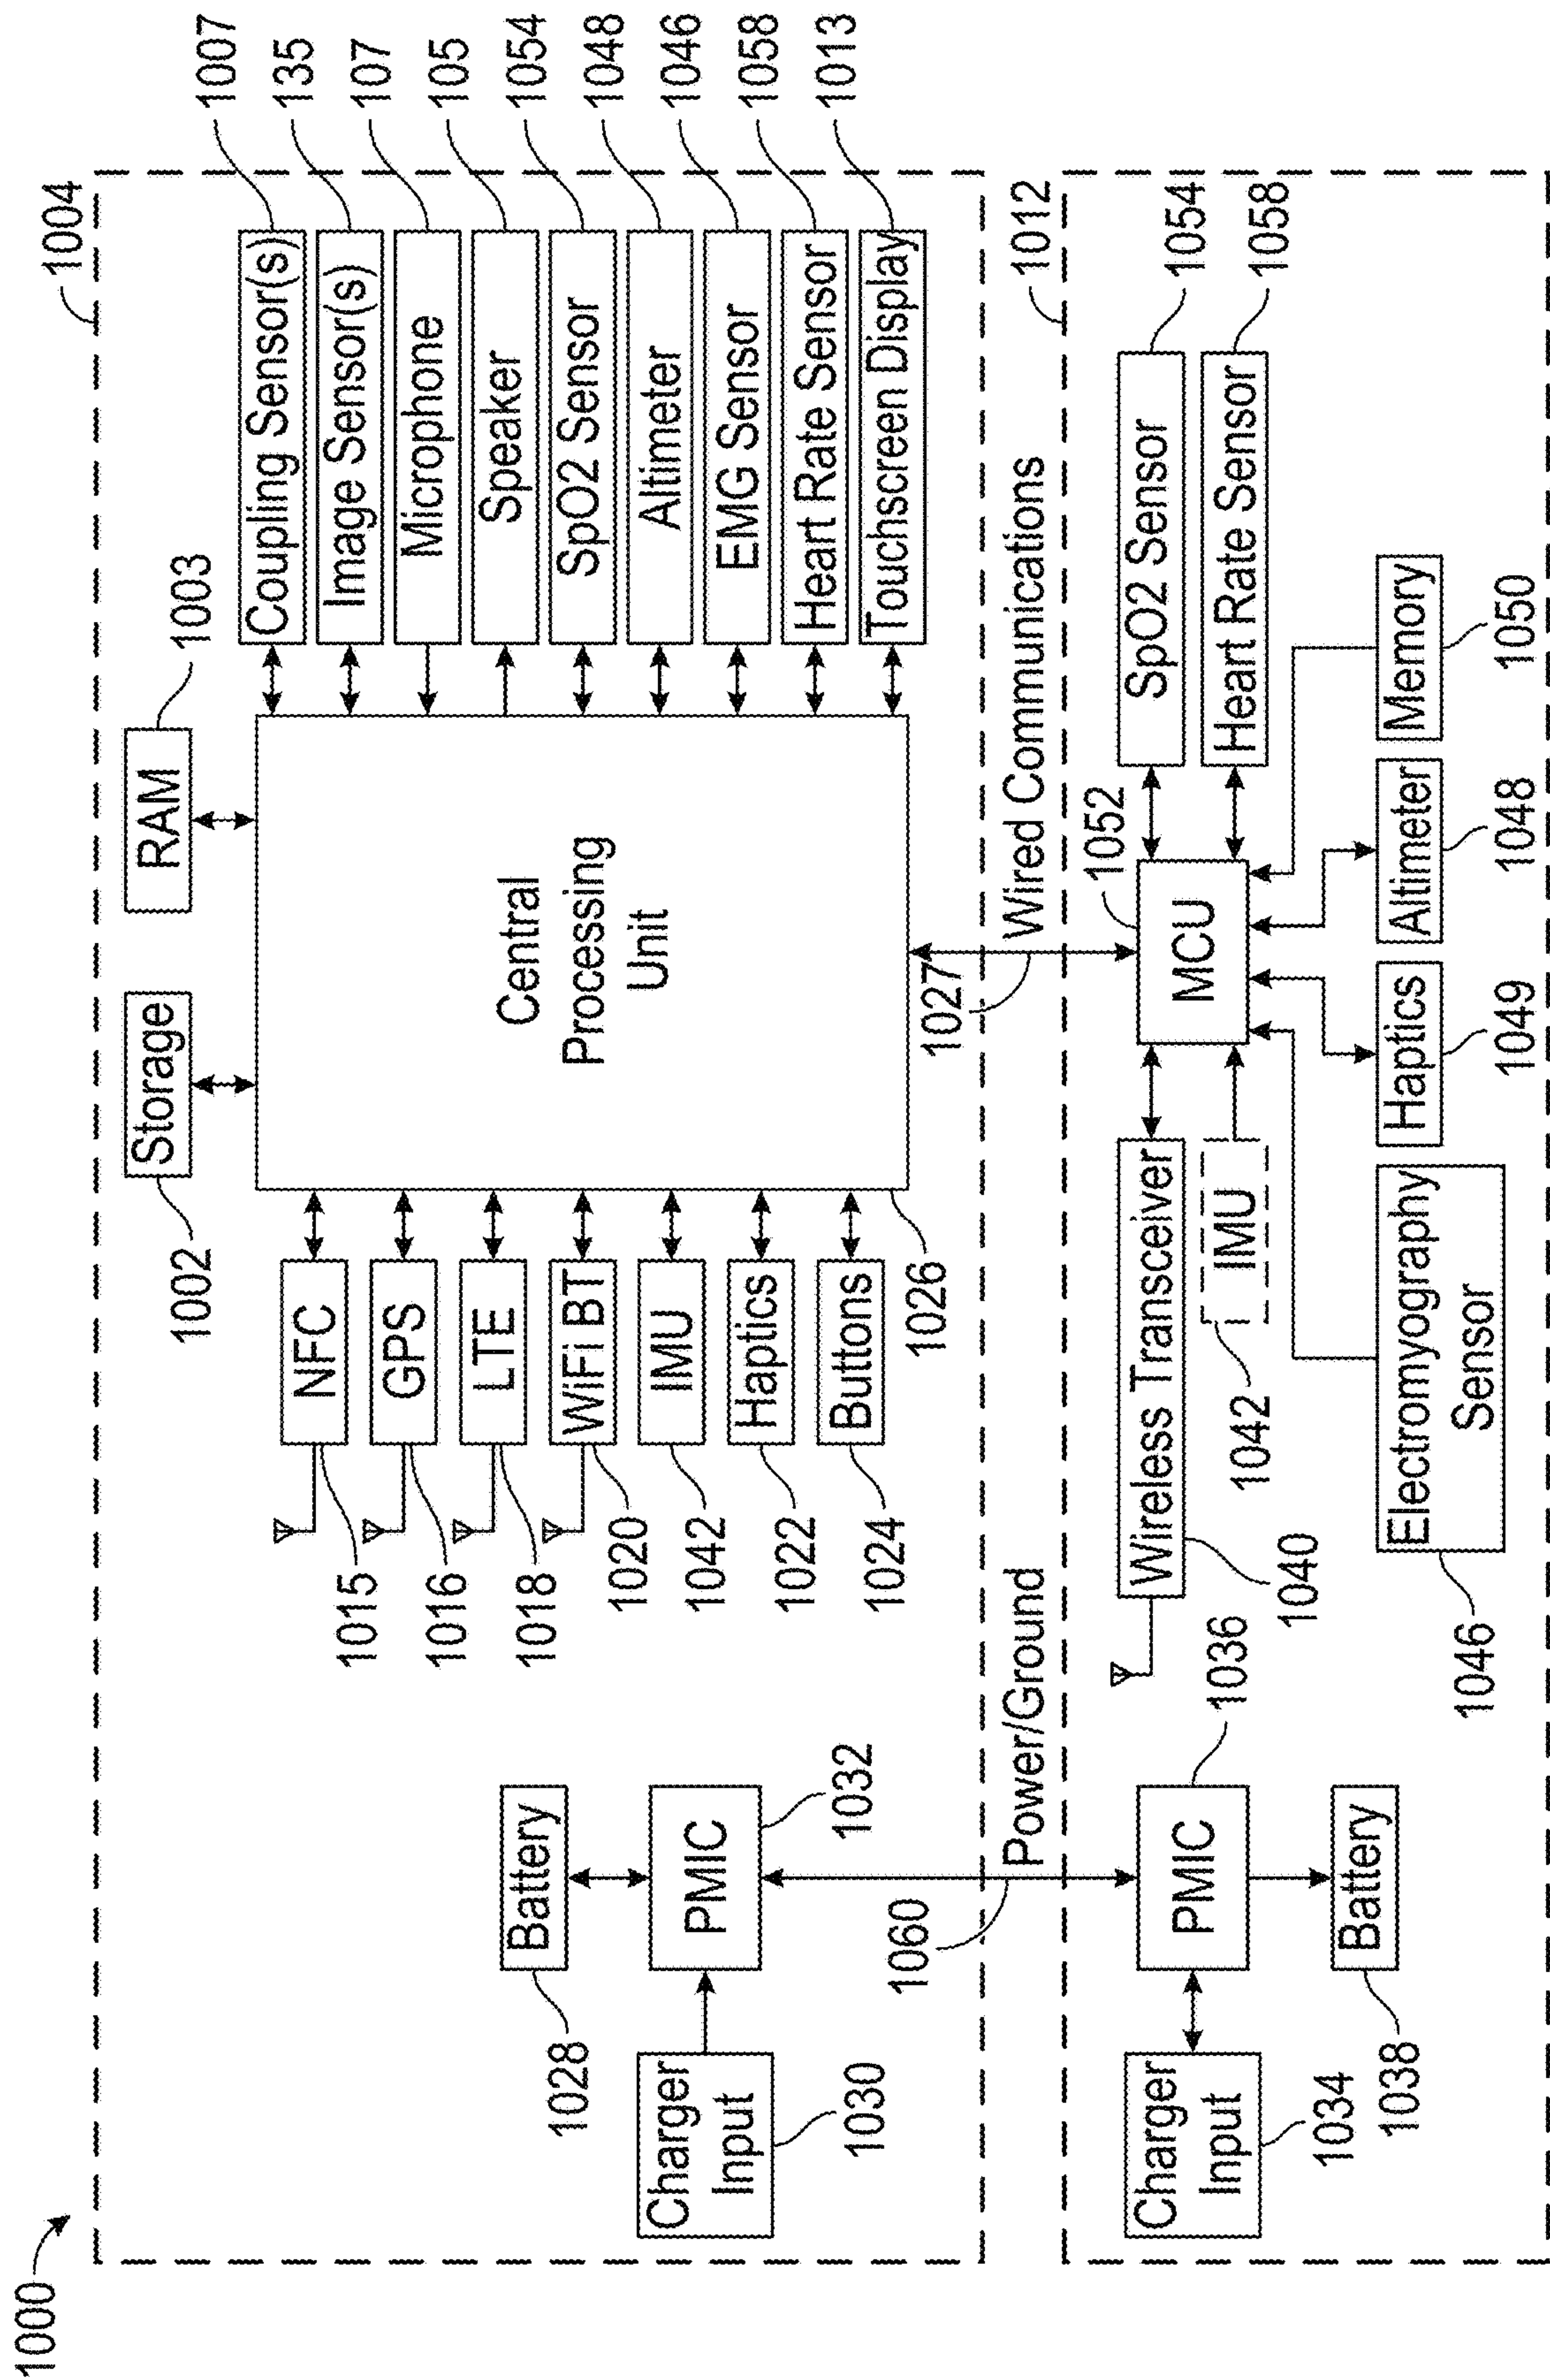 1000
1004
Storage
1002
RAM
1003
NFC
1015
GPS
1016
LTE
1018
WiFi BT
1020
IMU
1042
Haptics
1022
Buttons
1024
Central
Processing
Unit
1026
Coupling Sensor(s)
1007
Image Sensor(s)
135
Microphone
107
Speaker
105
SpO2 Sensor
1054
Altimeter
1048
EMG Sensor
1046
Heart Rate Sensor
1058
Touchscreen Display
1013
Battery
1028
PMIC
1032
Charger
Input
1030
Power/Ground
1060
Wired Communications
1027
1012
Charger
Input
1034
PMIC
1036
Battery
1038
Wireless Transceiver
1040
IMU
1042
MCU
1052
SpO2 Sensor
1054
Heart Rate Sensor
1058
Electromyography
Sensor
1046
Haptics
1049
Altimeter
1048
Memory
1050